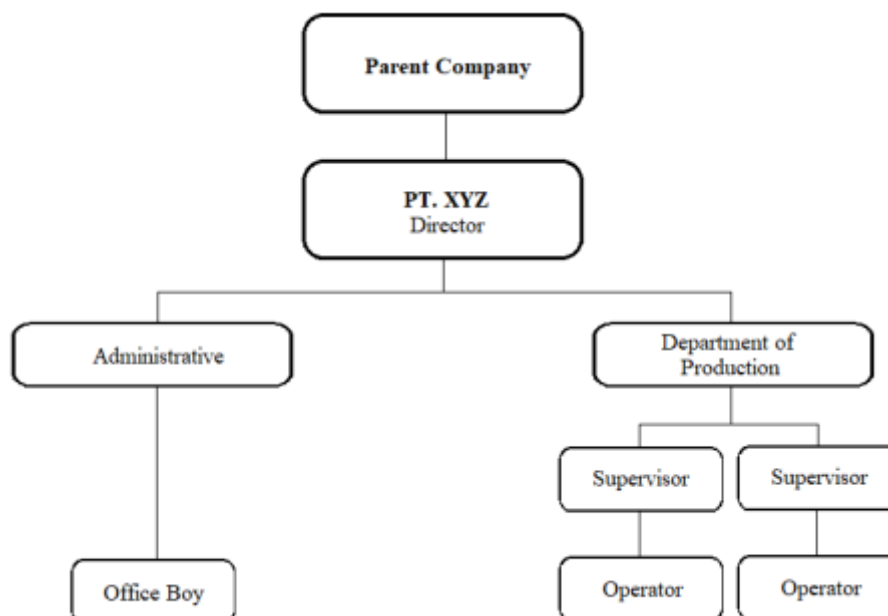 Parent Company
PT. XYZ
Director
Administrative
Department of
Production
Supervisor
Supervisor
Office Boy
Operator
Operator